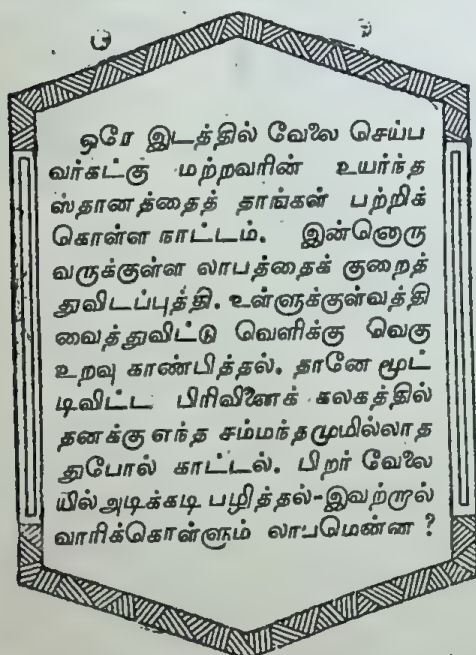 ஒரே இடத்தில் வேலை செய்ப
வர்கட்கு மற்றவரின் உயர்ந்த
ஸ்தானத்தைத் தாங்கள் பற்றிக்
கொள்ள நாட்டம். இன்னொரு
வருக்குள்ள லாபத்தைக் குறைத்
துவிடப்புத்தி. உள்ளுக்குள்வத்தி
வைத்துவிட்டு வெளிக்கு வெகு
உறவு காண்பித்தல். தானே மூட்
டிவிட்ட பிரிவினைக் கலகத்தில்
தனக்கு எந்த சம்மந்தமுமில்லாத
துபோல் காட்டல். பிறர் வேலை
யில்அடிக்கடி பழித்தல்-இவற்றால்
வாரிக்கொள்ளும் லாபமென்ன ?